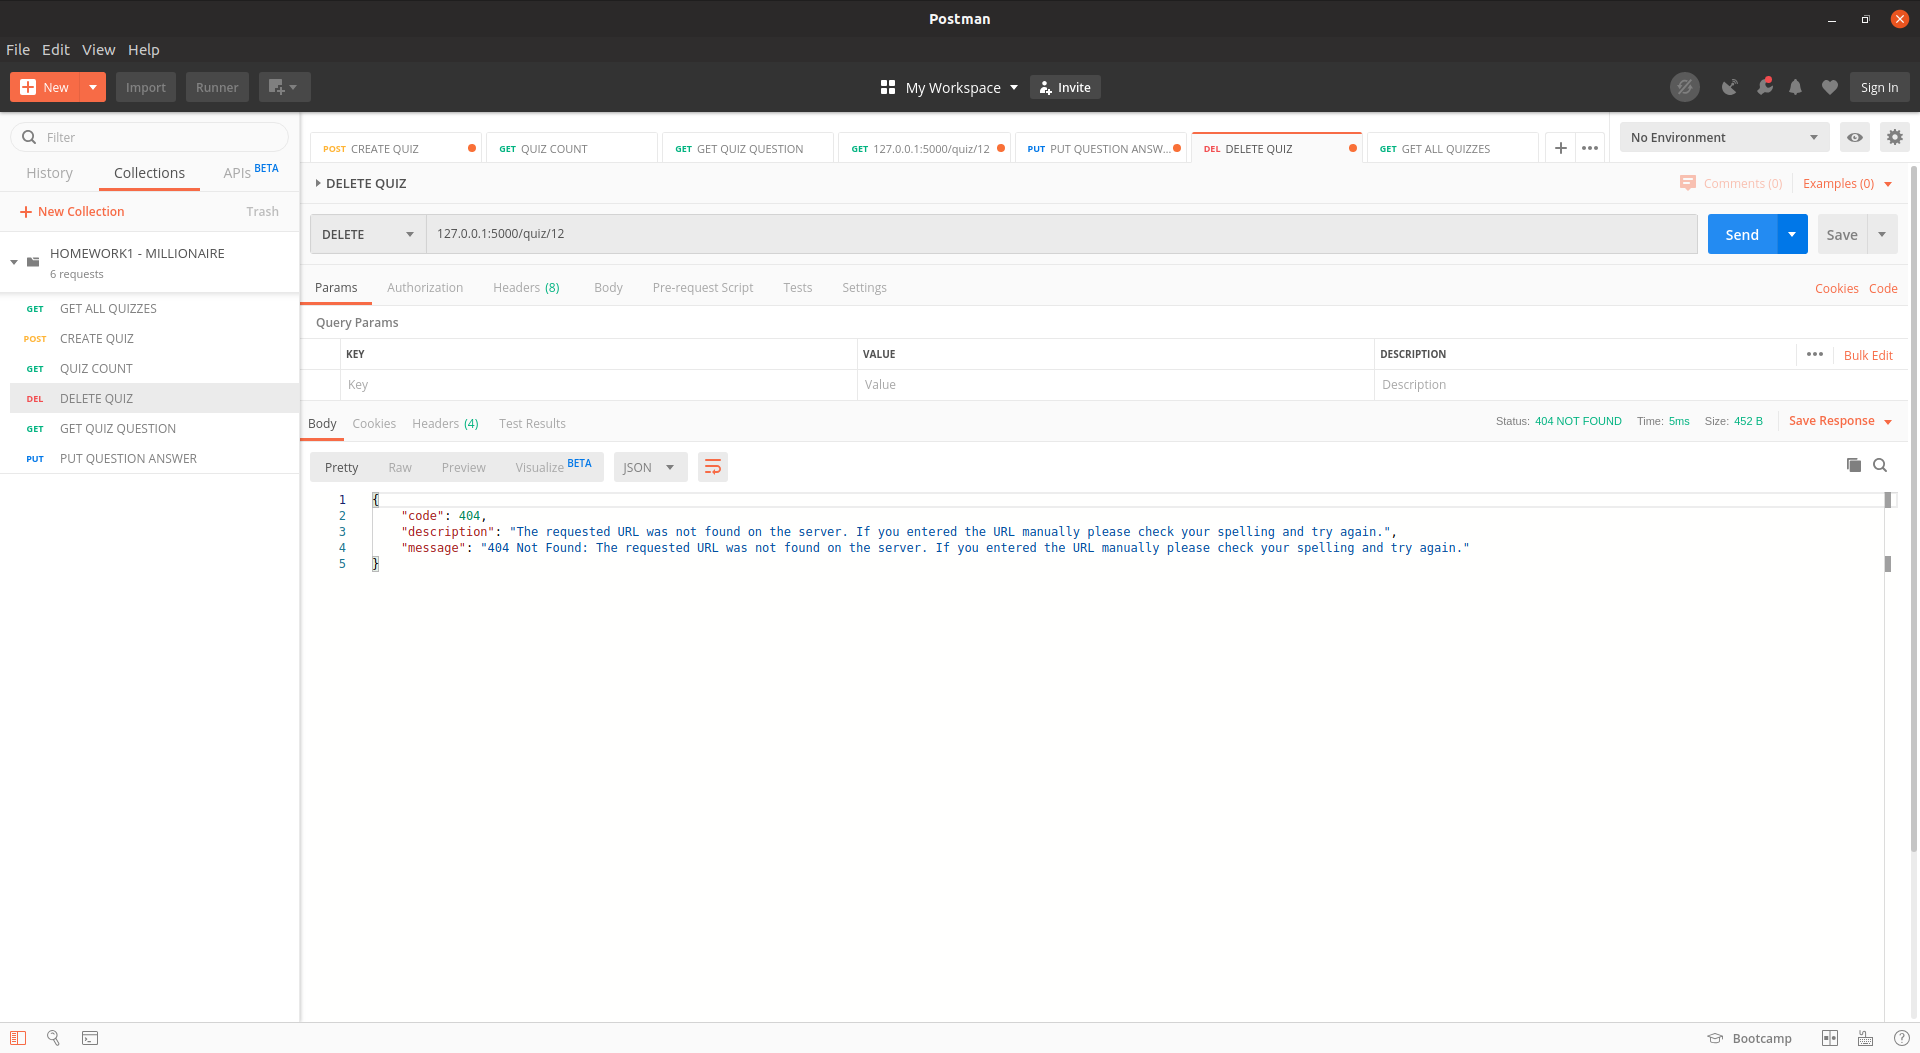 Postman
File Edit View Help
New Import Runner My Workspace Invite Sign In
Filter
History Collections APIs BETA
New Collection Trash
HOMEWORK1 - MILLIONAIRE
6 requests
GET GET ALL QUIZZES
POST CREATE QUIZ
GET QUIZ COUNT
DEL DELETE QUIZ
GET GET QUIZ QUESTION
PUT PUT QUESTION ANSWER
POST CREATE QUIZ GET QUIZ COUNT GET GET QUIZ QUESTION GET 127.0.0.1:5000/quiz/12 PUT PUT QUESTION ANSW... DEL DELETE QUIZ GET GET ALL QUIZZES No Environment
DELETE QUIZ Comments (0) Examples (0)
DELETE 127.0.0.1:5000/quiz/12 Send Save
Params Authorization Headers (8) Body Pre-request Script Tests Settings Cookies Code
Query Params
KEY VALUE DESCRIPTION Bulk Edit
Key Value Description
Body Cookies Headers (4) Test Results Status: 404 NOT FOUND Time: 5ms Size: 452 B Save Response
Pretty Raw Preview Visualize BETA JSON
1 {
2 "code": 404,
3 "description": "The requested URL was not found on the server. If you entered the URL manually please check your spelling and try again.",
4 "message": "404 Not Found: The requested URL was not found on the server. If you entered the URL manually please check your spelling and try again."
5 }
Bootcamp